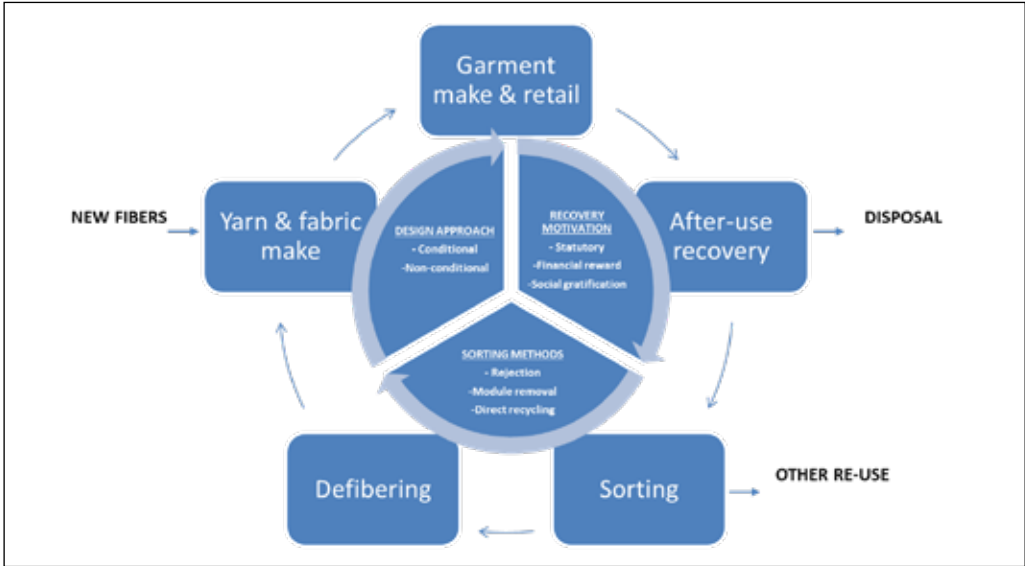 Garment
make & retail
NEW FIBERS
Yarn & fabric
make
After-use
recovery
DISPOSAL
DESIGN APPROACH
- Conditional
-Non-conditional
RECOVERY
MOTIVATION
- Statutory
-Financial reward
-Social gratification
SORTING METHODS
- Rejection
-Module removal
-Direct recycling
Defibering
Sorting
OTHER RE-USE